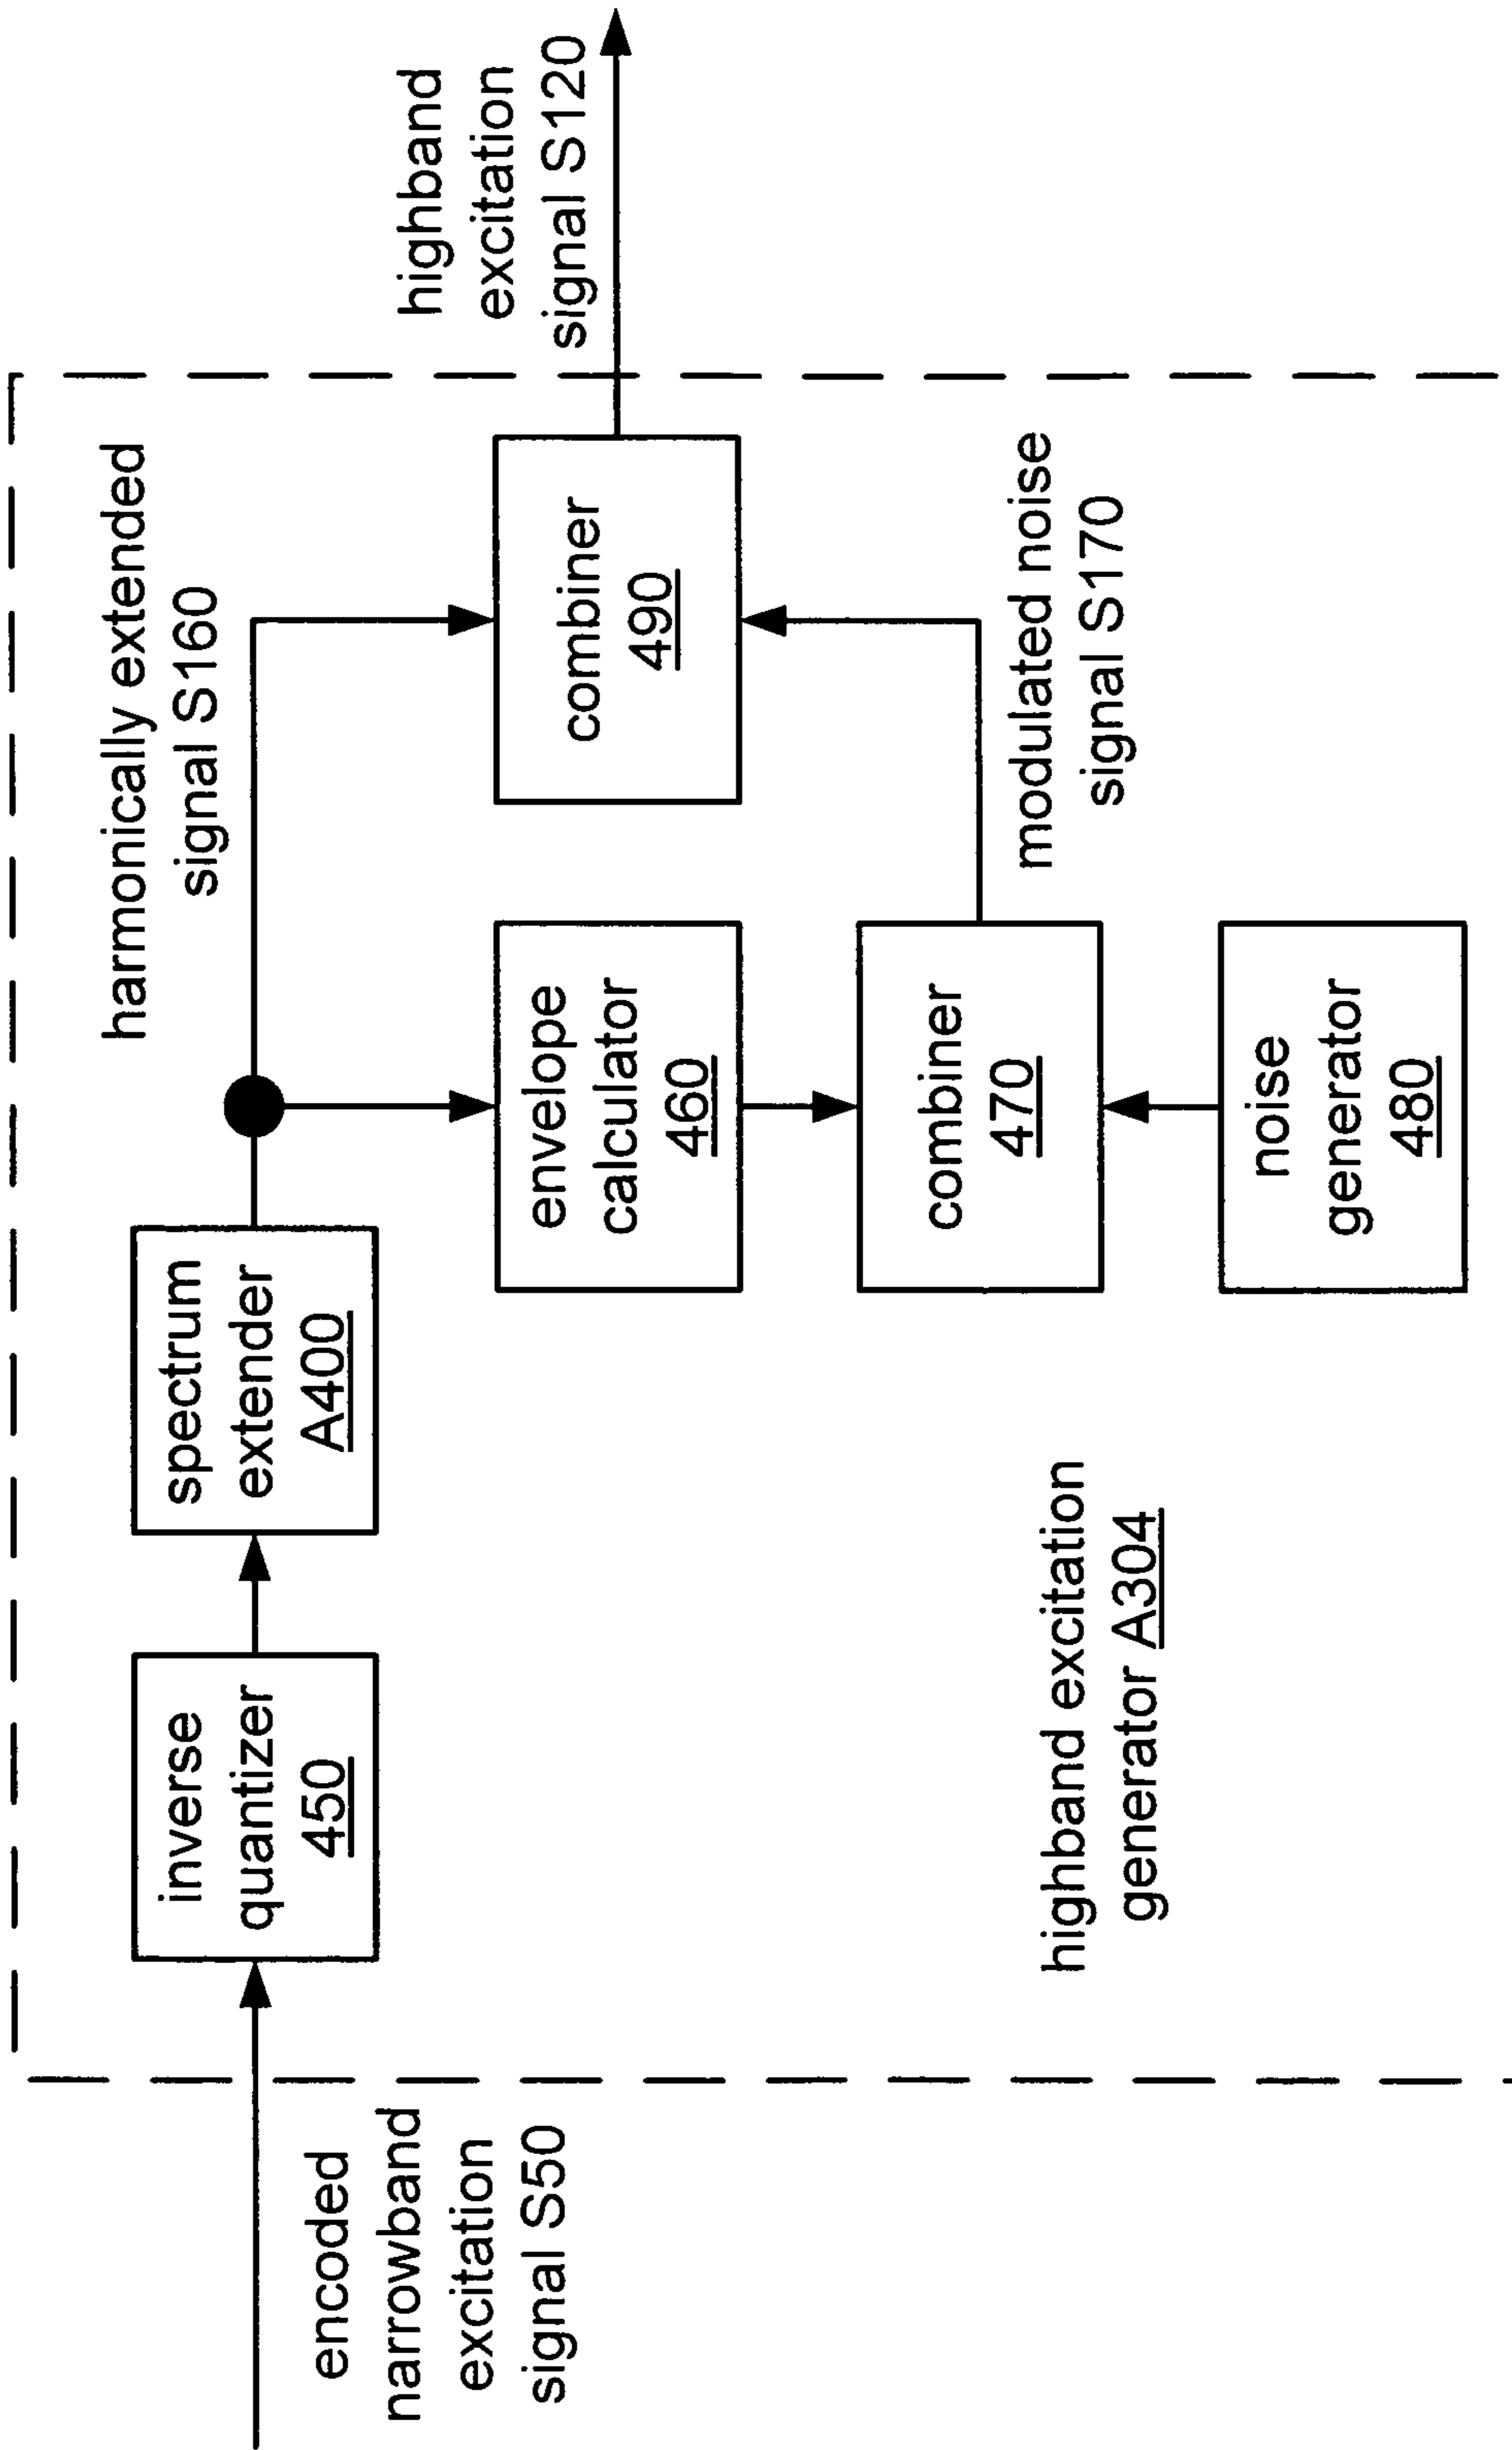 encoded
narrowband
excitation
signal S50
inverse
quantizer
450
spectrum
extender
A400
harmonically extended
signal S160
envelope
calculator
460
combiner
470
noise
generator
480
combiner
490
modulated noise
signal S170
highband
excitation
signal S120
highband excitation
generator A304